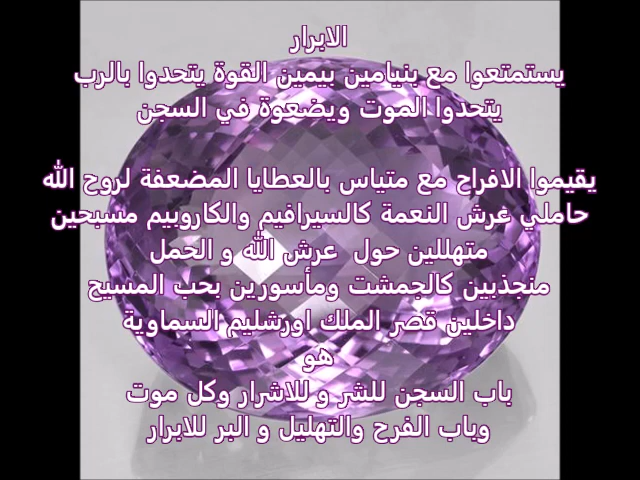 الابرار
يستمتعوا مع بنيامين بيمين القوة يتحدوا بالرب
يتحدوا الموت ويضعوة في السجن
يقيموا الافراح مع متياس بالعطايا المضعفة لروح الله
حاملي غرش النعمة كالسيرافيم والكاروبيم مسبحين
متهللين حول عرش الله و الحمل
منجذبين كالجمشت ومأسورين بحب المسيح
داخلين قصر الملك اورشليم السماوية
هو
باب السجن للشر و للاشرار وكل موت
وباب الفرح والتهليل و البر للابرار